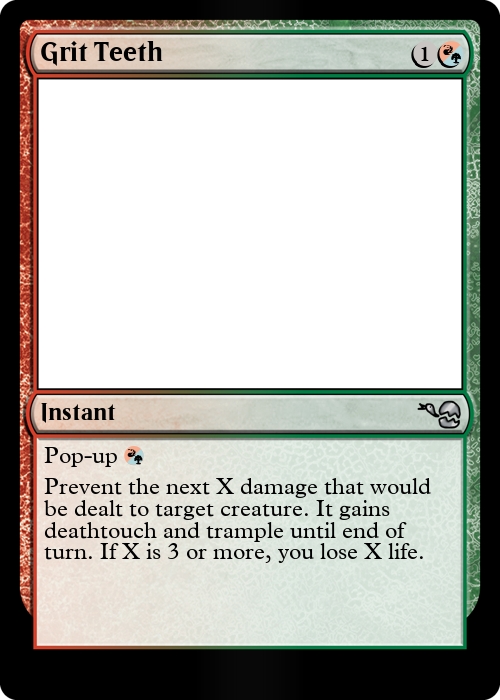 Grit Teeth 1
Instant
Pop-up
Prevent the next X damage that would
be dealt to target creature. It gains
deathtouch and trample until end of
turn. If X is 3 or more, you lose X life.